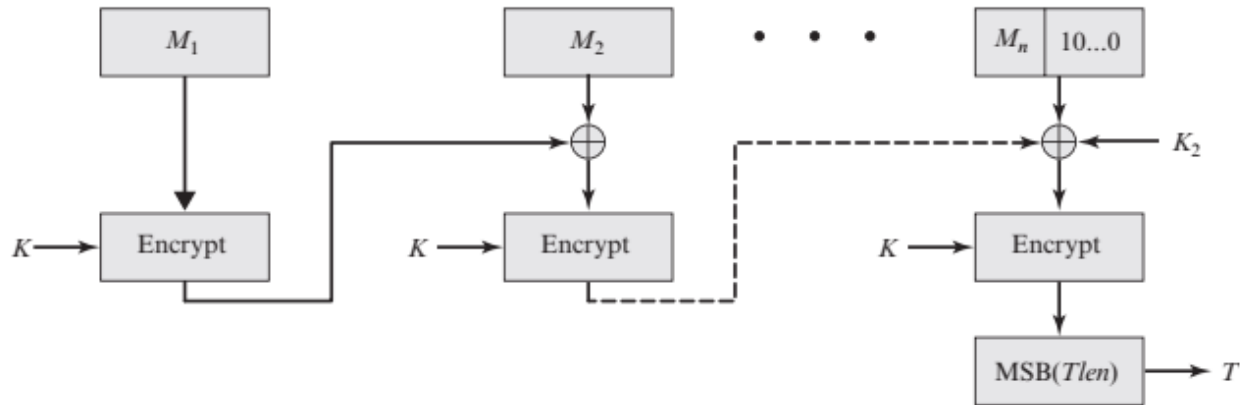 M₁
M₂
Mₙ 10...0
K₂
K Encrypt
K Encrypt
K Encrypt
MSB(Tlen) T